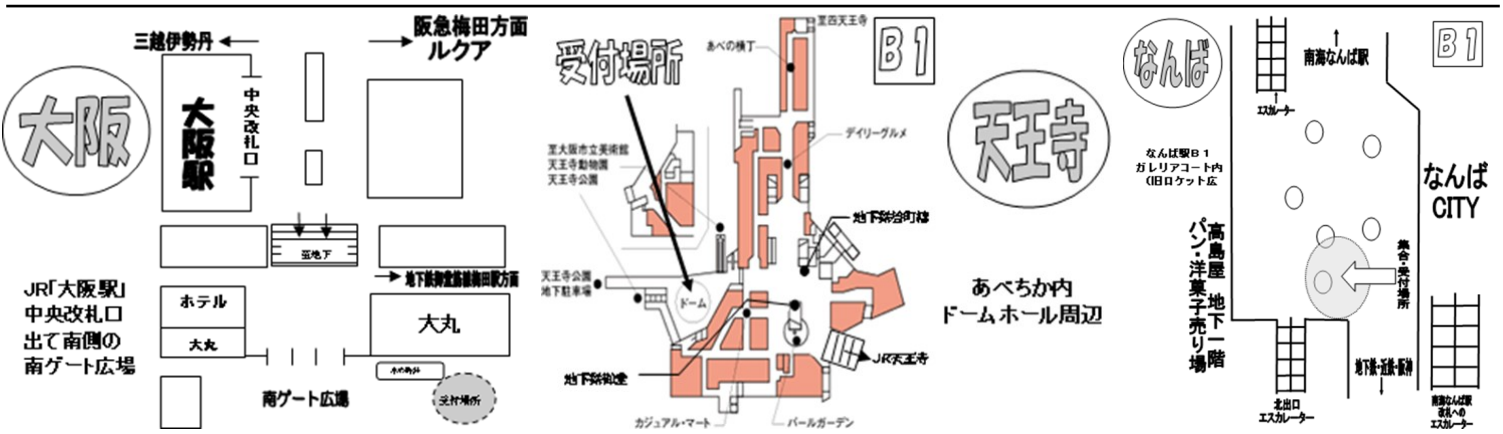 大阪
三越伊勢丹
阪急梅田方面
ルクア
大阪駅
中央改札口
至地下
地下鉄御堂筋線梅田駅方面
JR「大阪駅」
中央改札口
出て南側の
南ゲート広場
ホテル
大丸
大丸
南ゲート広場
受付場所
受付場所
B1
至四天王寺
あべの横丁
デイリーグルメ
至大阪市立美術館
天王寺動物園
天王寺公園
地下鉄谷町線
天王寺公園
地下駐車場
ドーム
JR天王寺
地下鉄御堂
カジュアル・マート
パールガーデン
天王寺
あべちか内
ドームホール周辺
なんば
B1
南海なんば駅
エスカレーター
なんば駅B1
ガレリアコート内
(旧ロケット広
なんば
CITY
高島屋 地下一階
パン・洋菓子売り場
集合・受付場所
地下鉄・近鉄・阪神
北出口
エスカレーター
南海なんば駅
改札への
エスカレーター